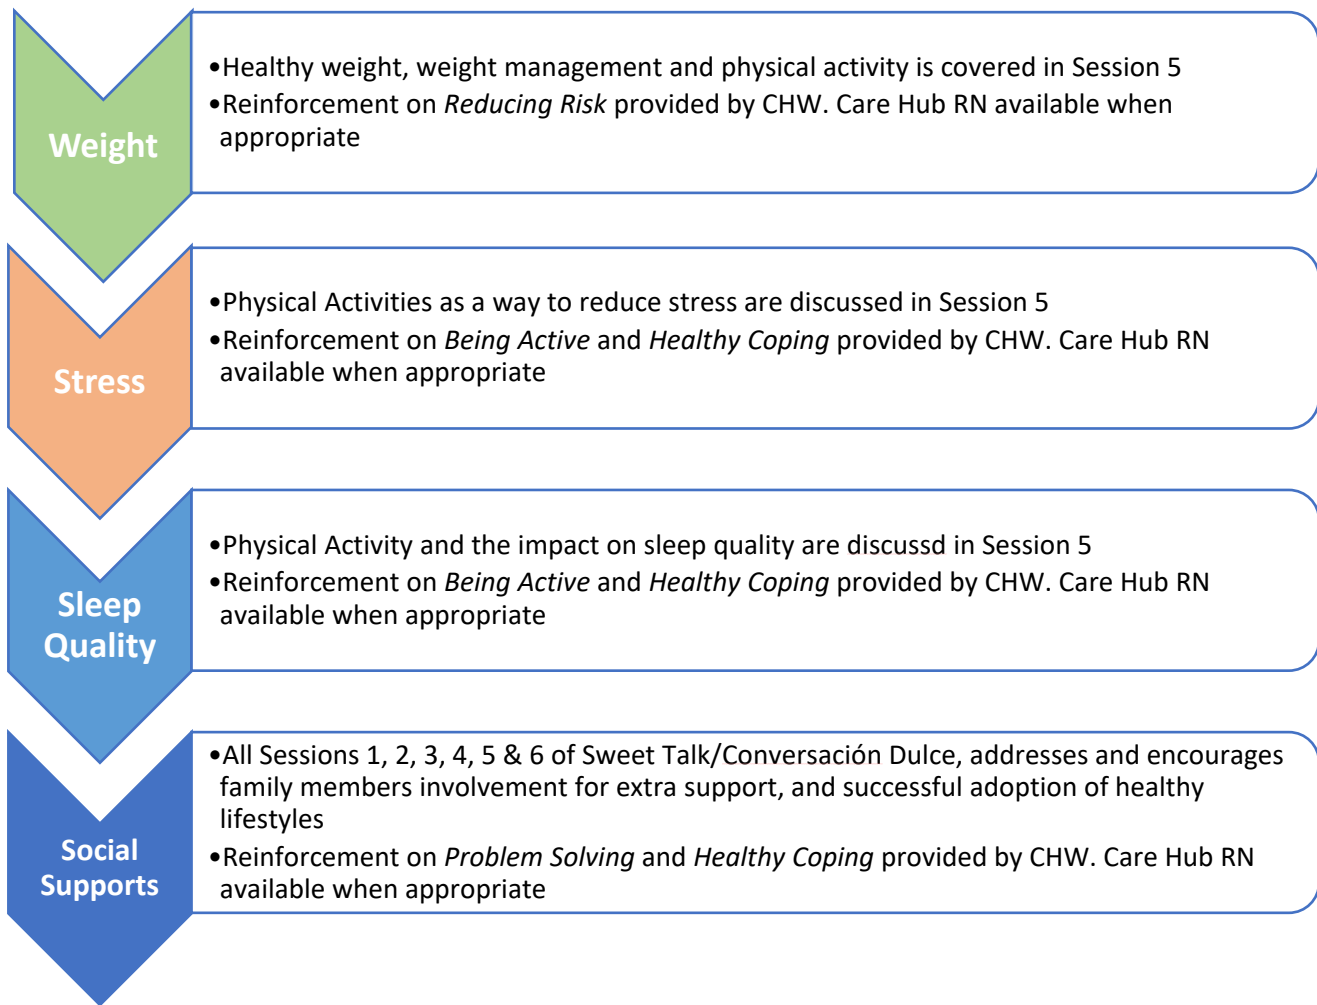 Weight
•Healthy weight, weight management and physical activity is covered in Session 5
•Reinforcement on Reducing Risk provided by CHW. Care Hub RN available when
appropriate
Stress
•Physical Activities as a way to reduce stress are discussed in Session 5
•Reinforcement on Being Active and Healthy Coping provided by CHW. Care Hub RN
available when appropriate
Sleep
Quality
•Physical Activity and the impact on sleep quality are discussd in Session 5
•Reinforcement on Being Active and Healthy Coping provided by CHW. Care Hub RN
available when appropriate
Social
Supports
•All Sessions 1, 2, 3, 4, 5 & 6 of Sweet Talk/Conversación Dulce, addresses and encourages
family members involvement for extra support, and successful adoption of healthy
lifestyles
•Reinforcement on Problem Solving and Healthy Coping provided by CHW. Care Hub RN
available when appropriate